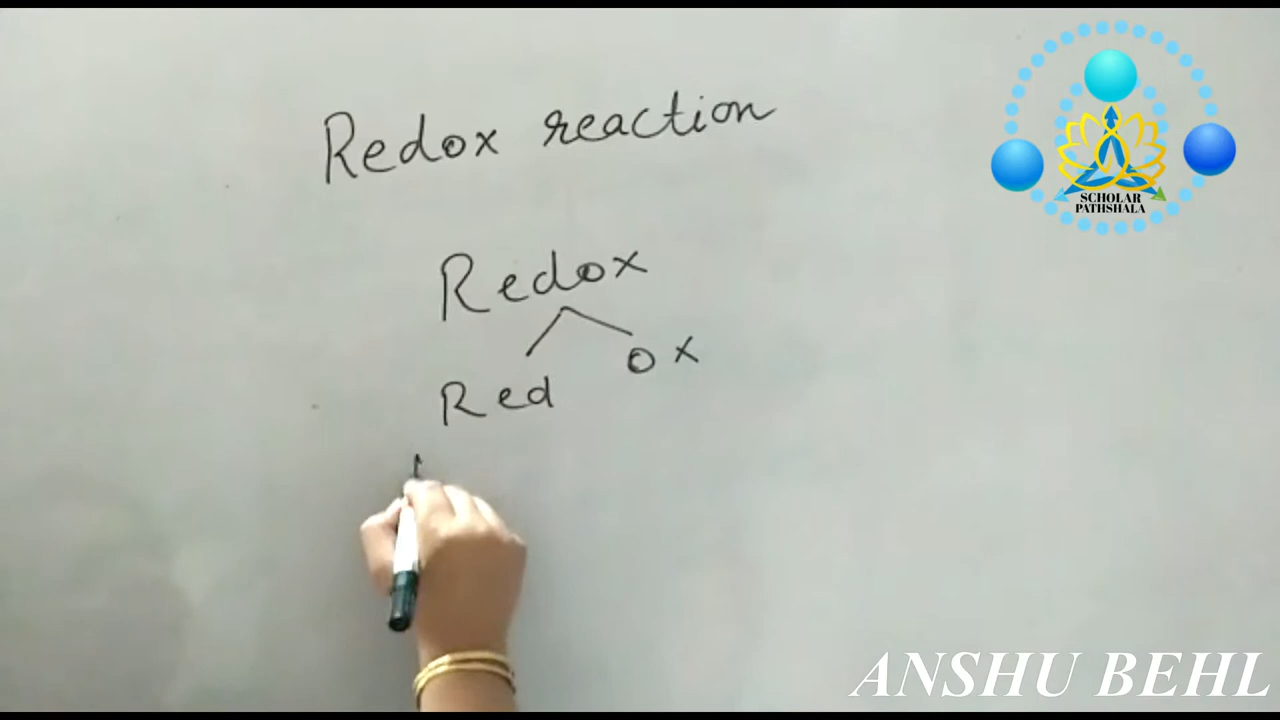 Redox reaction
Redox
Red
ox
SCHOLAR
PATHSHALA
ANSHU BEHL